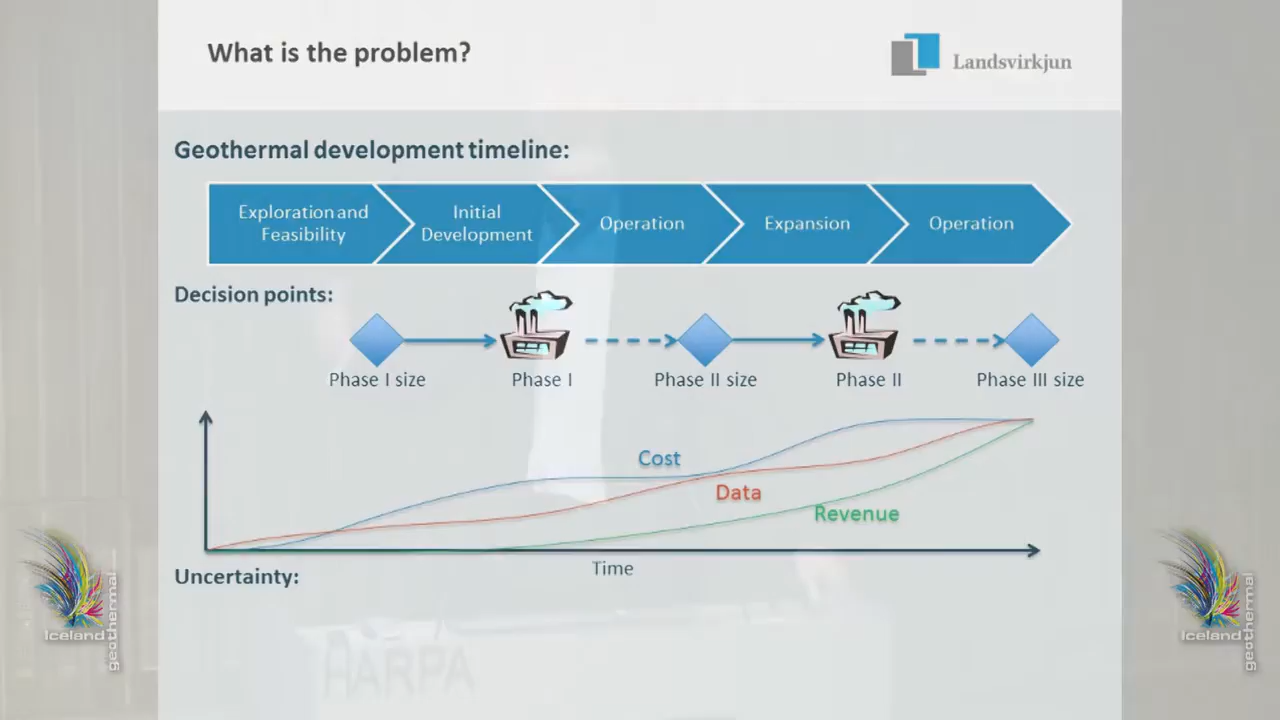 What is the problem?
Landsvirkjun
Geothermal development timeline:
Exploration and
Feasibility
Initial
Development
Operation
Expansion
Operation
Decision points:
Phase I size
Phase I
Phase II size
Phase II
Phase III size
Cost
Data
Revenue
Time
Uncertainty:
HARPA
Iceland
geothermal
Iceland
geothermal